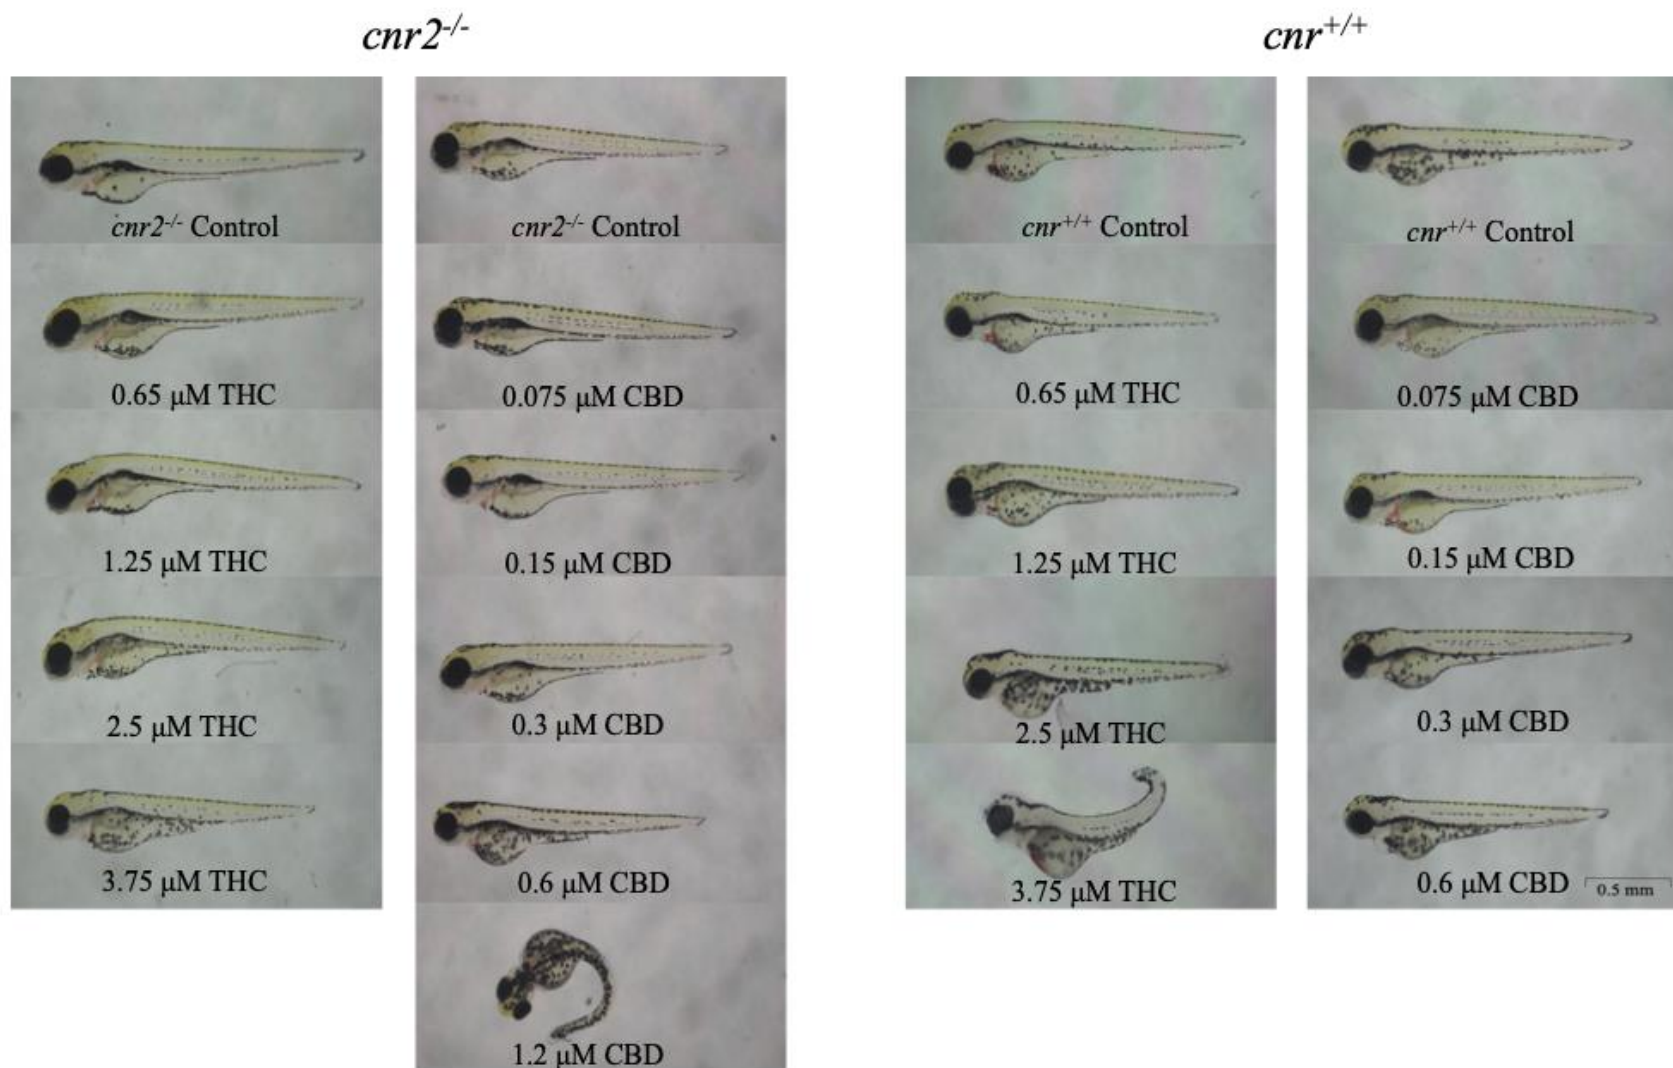 cnr2-/-
cnr+/+
cnr2-/- Control
cnr2-/- Control
cnr+/+ Control
cnr+/+ Control
0.65 μM THC
0.075 μM CBD
0.65 μM THC
0.075 μM CBD
1.25 μM THC
0.15 μM CBD
1.25 μM THC
0.15 μM CBD
2.5 μM THC
0.3 μM CBD
2.5 μM THC
0.3 μM CBD
3.75 μM THC
0.6 μM CBD
3.75 μM THC
0.6 μM CBD
0.5 mm
1.2 μM CBD